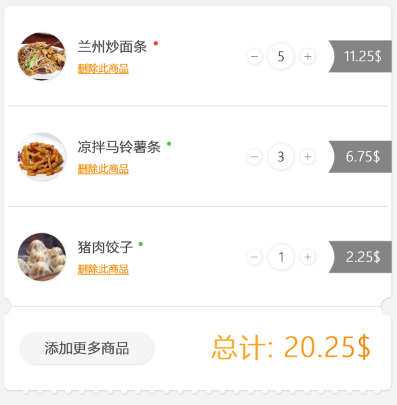 兰州炒面条
删除此商品
− 5 + 11.25$
凉拌马铃薯条
删除此商品
− 3 + 6.75$
猪肉饺子
删除此商品
− 1 + 2.25$
添加更多商品 总计: 20.25$